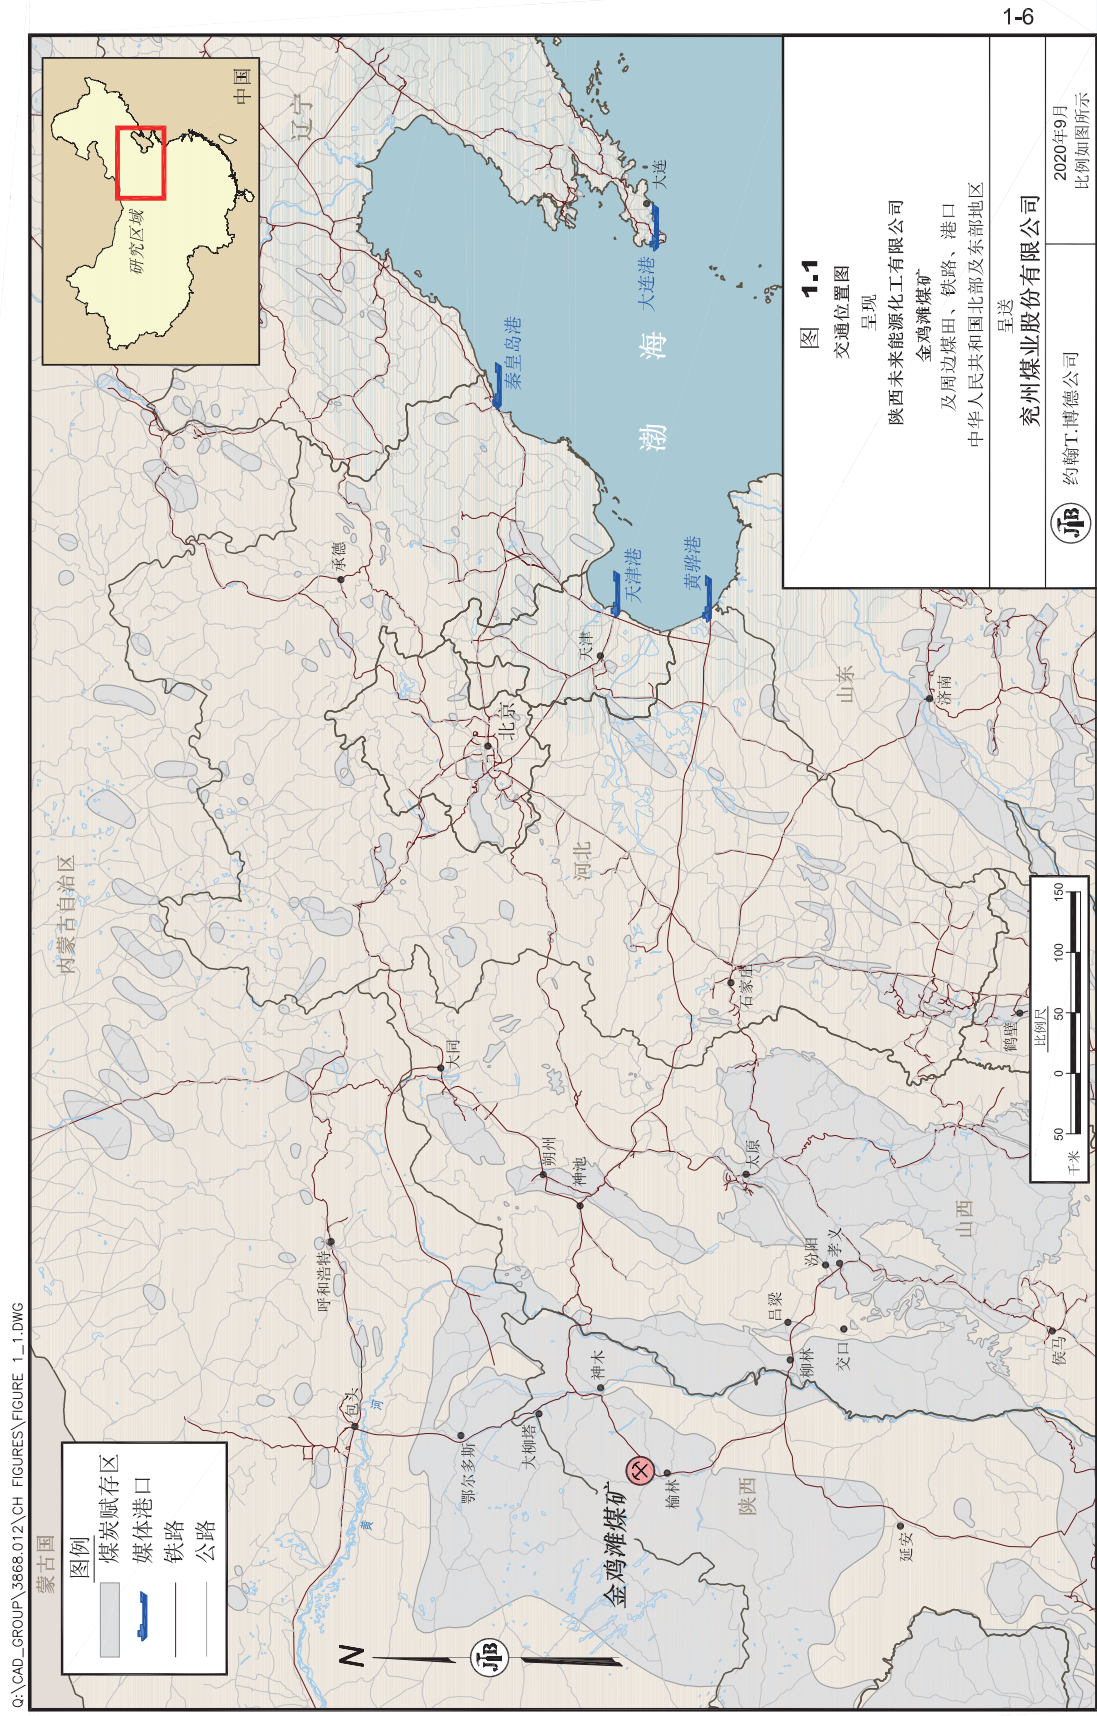 1-6
Q:\CAD_GROUP\3868.012\CH FIGURES\FIGURE 1_1.DWG
蒙古国
内蒙古自治区
辽宁
中国
研究区域
图例
煤炭赋存区
媒体港口
铁路
公路
N
JTB
呼和浩特
包头
黄
河
鄂尔多斯
大柳塔
神木
金鸡滩煤矿
榆林
陕西
延安
大同
朔州
神池
太原
汾阳
孝义
吕梁
柳林
交口
侯马
山西
承德
北京
天津
河北
石家庄
鹤壁
山东
济南
秦皇岛港
大连港
大连
天津港
黄骅港
渤海
比例尺
千米
50 0 50 100 150
图 1.1
交通位置图
呈现
陕西未来能源化工有限公司
金鸡滩煤矿
及周边煤田、铁路、港口
中华人民共和国北部及东部地区
呈送
兖州煤业股份有限公司
JTB
约翰T.博德公司
2020年9月
比例如图所示